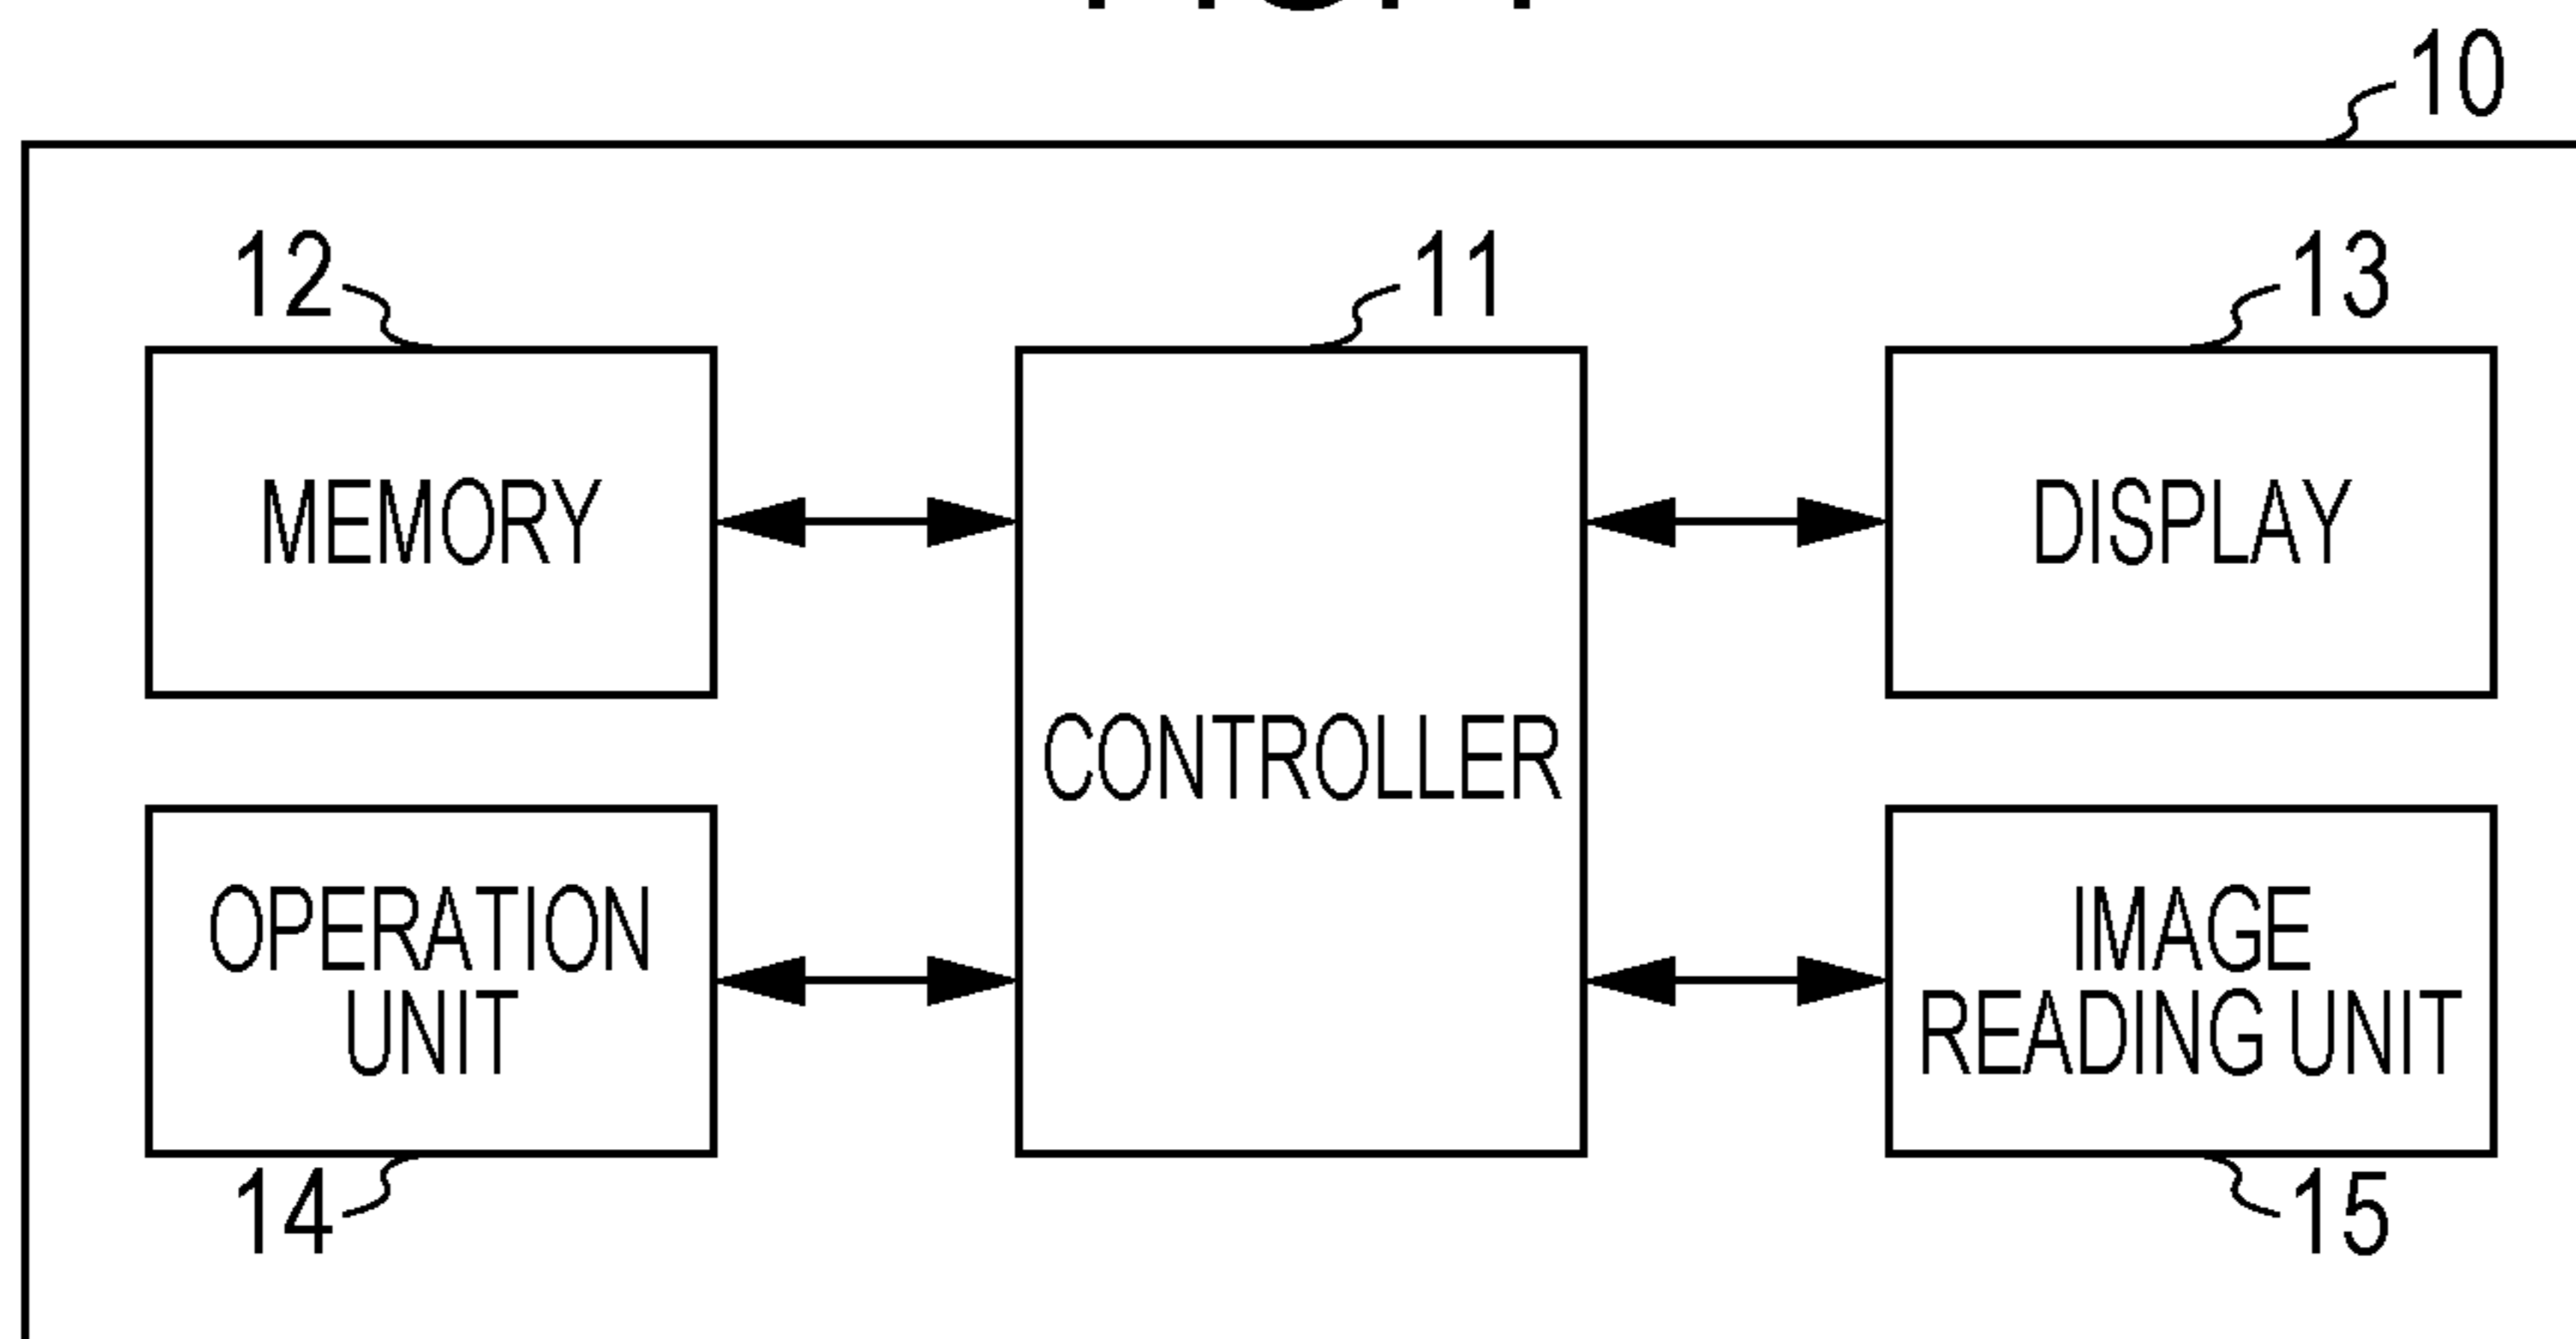 10
12
11
13
MEMORY
DISPLAY
CONTROLLER
OPERATION
UNIT
IMAGE
READING UNIT
14
15